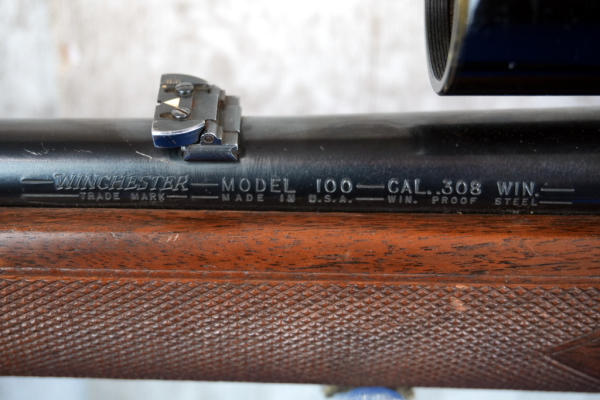 WINCHESTER — MODEL 100 — CAL. .308 WIN. —
TRADE MARK — MADE IN U.S.A. — WIN. PROOF STEEL —